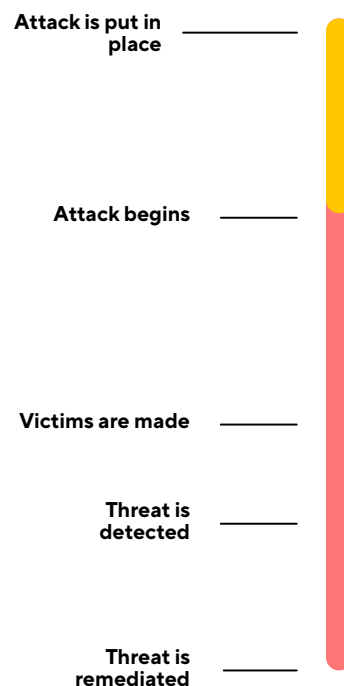 Attack is put in
place
Attack begins
Victims are made
Threat is
detected
Threat is
remediated